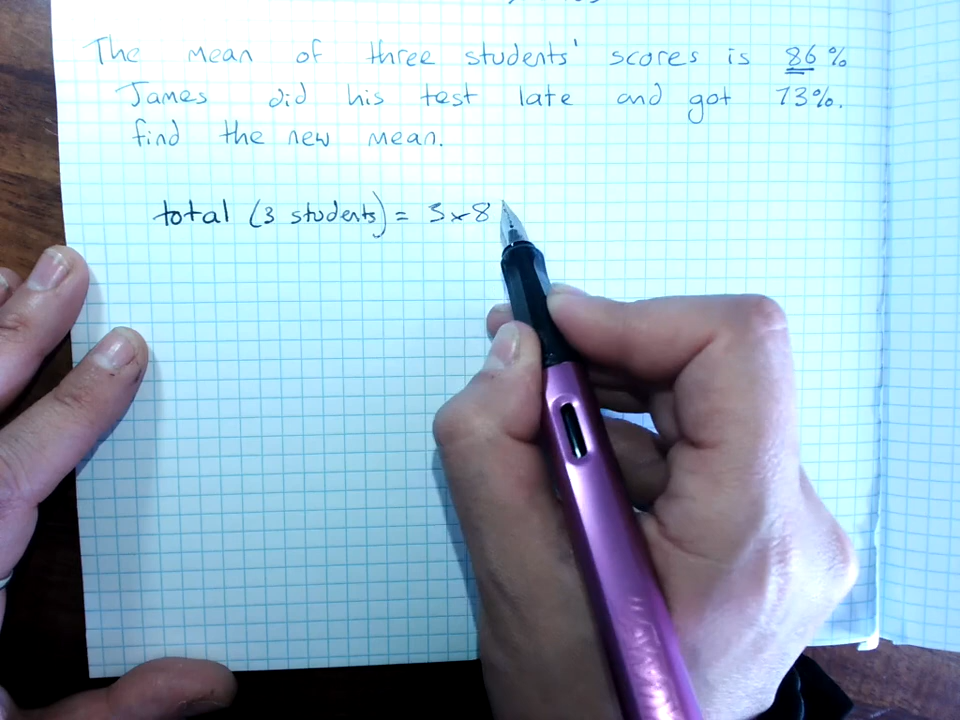 The mean of three students' scores is 86%
James did his test late and got 73%.
find the new mean.
total (3 students) = 3×8